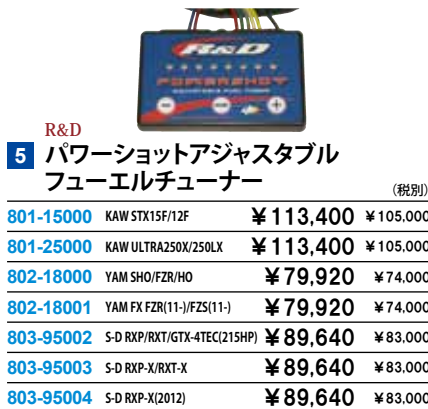 R&D
POWERSHOT
ADJUSTABLE FUEL TUNER
R&D
5 パワーショットアジャスタブル
フューエルチューナー
(税別)
801-15000 KAW STX15F/12F ¥113,400 ¥105,000
801-25000 KAW ULTRA250X/250LX ¥113,400 ¥105,000
802-18000 YAM SHO/FZR/HO ¥79,920 ¥74,000
802-18001 YAM FX FZR(11-)/FZS(11-) ¥79,920 ¥74,000
803-95002 S-D RXP/RXT/GTX-4TEC(215HP) ¥89,640 ¥83,000
803-95003 S-D RXP-X/RXT-X ¥89,640 ¥83,000
803-95004 S-D RXP-X(2012) ¥89,640 ¥83,000